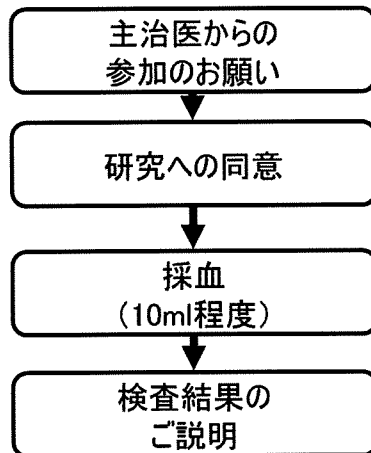 主治医からの
参加のお願い
研究への同意
採血
(10ml程度)
検査結果の
ご説明